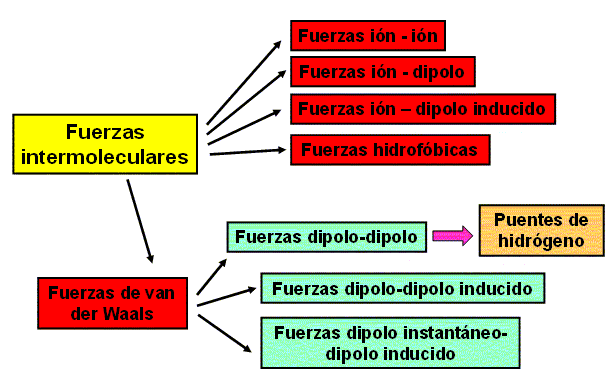 Fuerzas ión - ión
Fuerzas ión - dipolo
Fuerzas ión – dipolo inducido
Fuerzas hidrofóbicas
Fuerzas
intermoleculares
Fuerzas dipolo-dipolo
Puentes de
hidrógeno
Fuerzas de van
der Waals
Fuerzas dipolo-dipolo inducido
Fuerzas dipolo instantáneo-
dipolo inducido